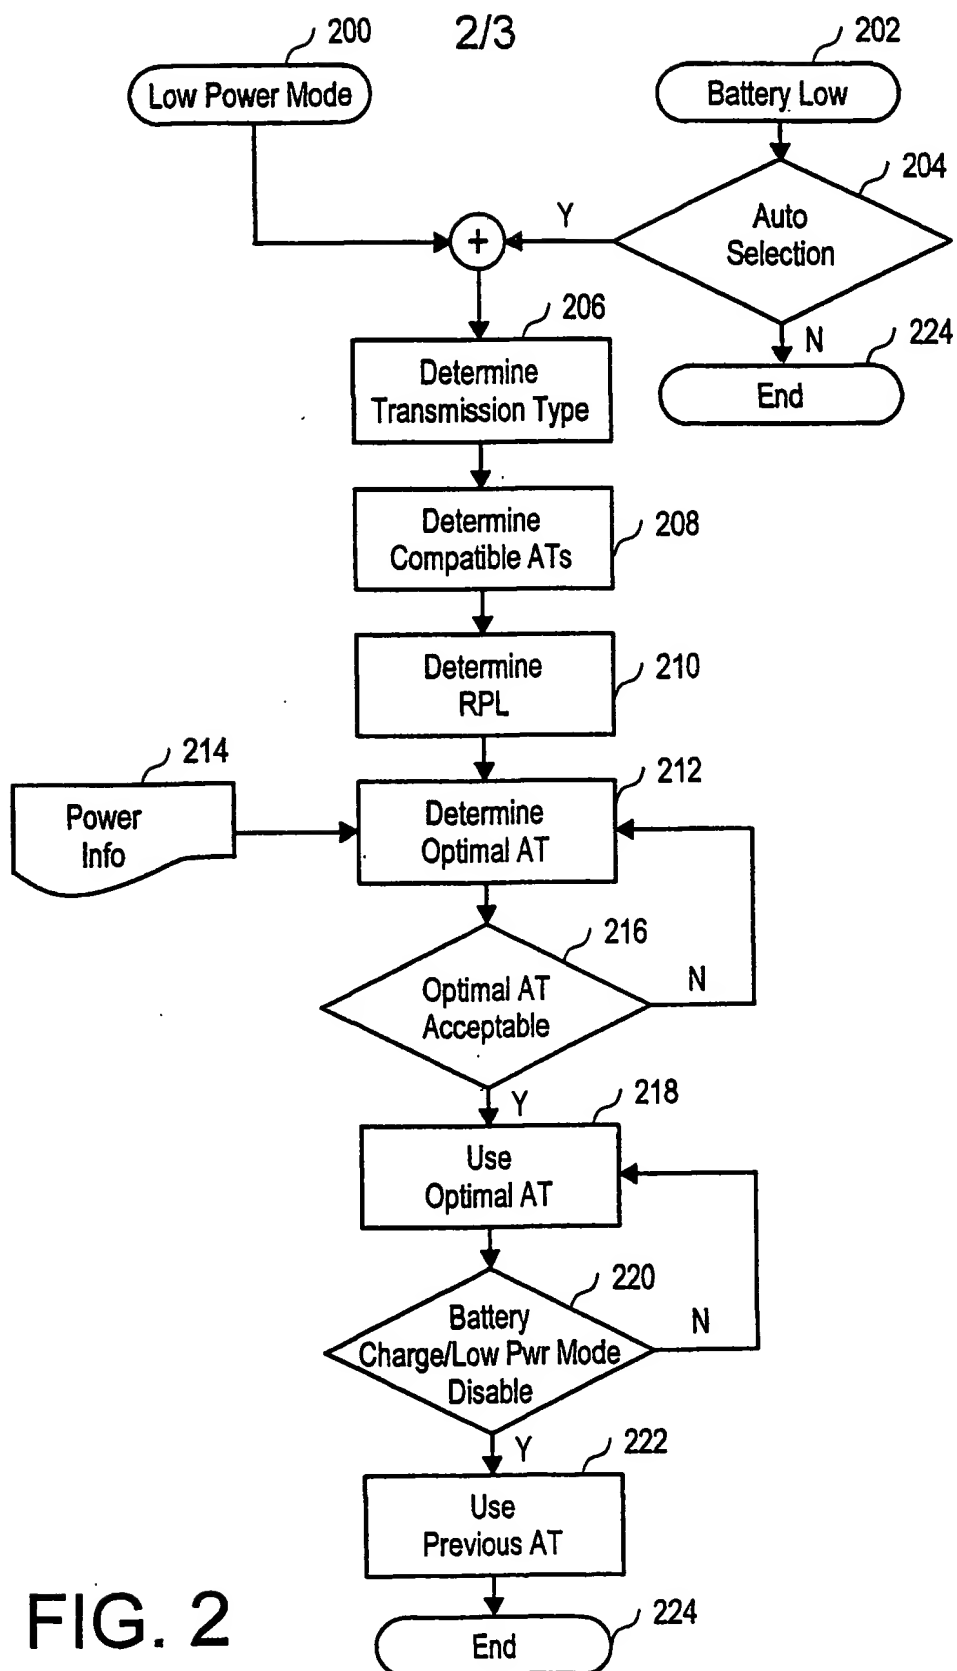 2/3
200
Low Power Mode
202
Battery Low
204
Auto
Selection
Y
+
N
224
End
206
Determine
Transmission Type
208
Determine
Compatible ATs
210
Determine
RPL
214
Power
Info
212
Determine
Optimal AT
216
Optimal AT
Acceptable
N
Y
218
Use
Optimal AT
220
Battery
Charge/Low Pwr Mode
Disable
N
Y
222
Use
Previous AT
224
End
FIG. 2